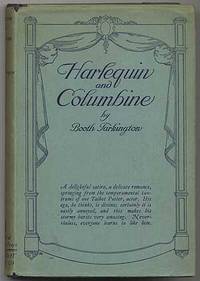 Harlequin
and
Columbine
by
Booth Tarkington
A delightful satire, a delicate romance,
springing from the temperamental tan-
trums of one Talbot Potter, actor. His
ego, he thinks, is divine; certainly it is
easily annoyed, and this makes his
stormy bursts very amusing. Never-
theless, everyone learns to like him.